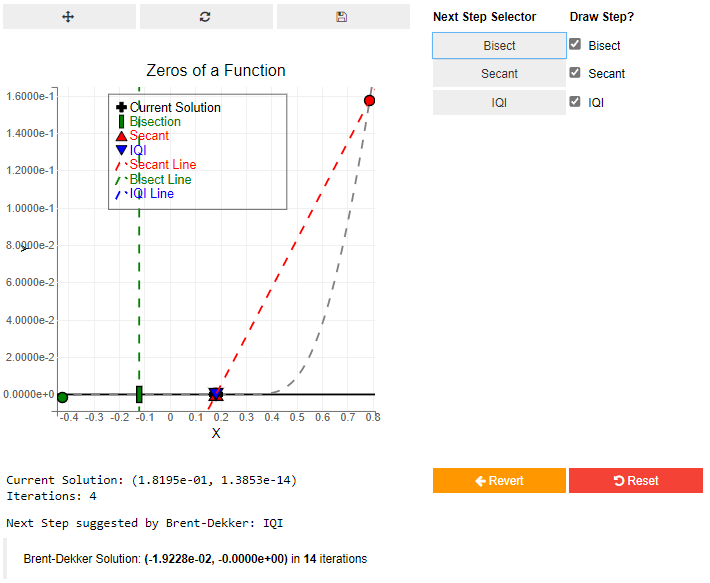 Next Step Selector Draw Step?
Bisect Bisect
Secant Secant
IQI IQI
Zeros of a Function
Current Solution
Bisection
Secant
IQI
Secant Line
Bisect Line
IQI Line
1.6000e-1
1.4000e-1
1.2000e-1
1.0000e-1
8.0000e-2
6.0000e-2
4.0000e-2
2.0000e-2
0.0000e+0
Y
-0.4 -0.3 -0.2 -0.1 0 0.1 0.2 0.3 0.4 0.5 0.6 0.7 0.8
X
Revert Reset
Current Solution: (1.8195e-01, 1.3853e-14)
Iterations: 4
Next Step suggested by Brent-Dekker: IQI
Brent-Dekker Solution: (-1.9228e-02, -0.0000e+00) in 14 iterations